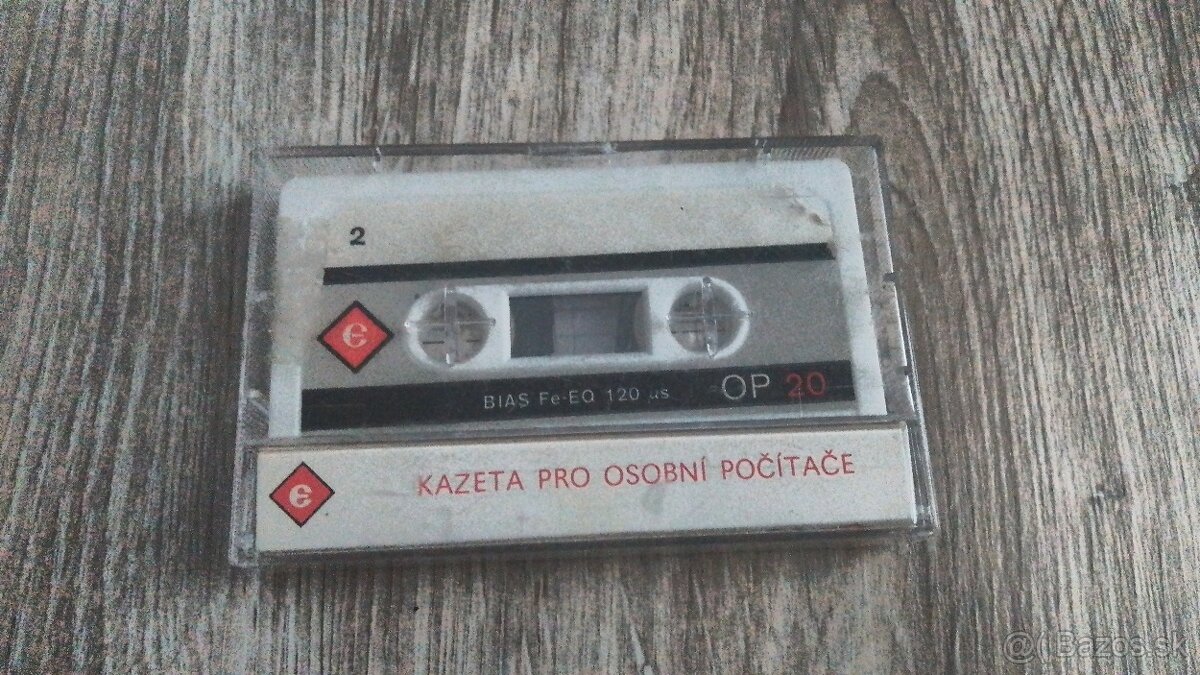 2
e
BIAS Fe-EQ 120 µs
OP 20
e
KAZETA PRO OSOBNÍ POČÍTAČE
@ Bazos.sk